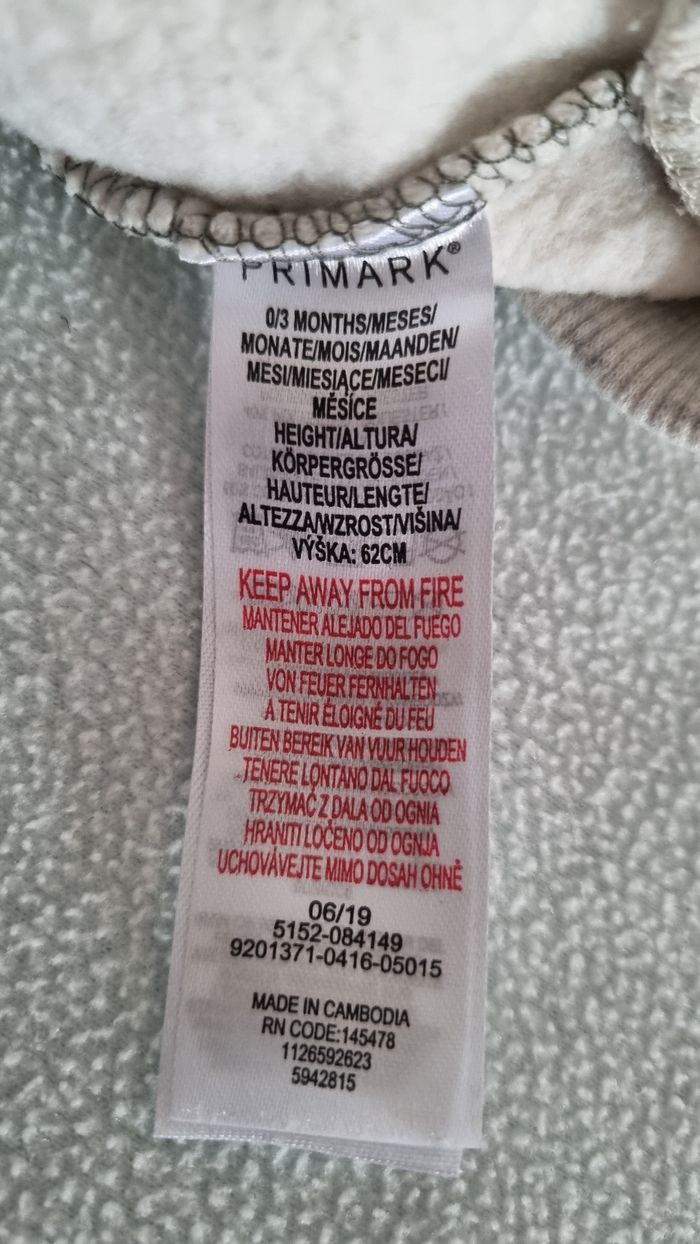 PRIMARK®
0/3 MONTHS/MESES/
MONATE/MOIS/MAANDEN/
MESI/MIESIĄCE/MESECI/
MĚSÍCE
HEIGHT/ALTURA/
KÖRPERGRÖSSE/
HAUTEUR/LENGTE/
ALTEZZA/WZROST/VIŠINA/
VÝŠKA: 62CM
KEEP AWAY FROM FIRE
MANTENER ALEJADO DEL FUEGO
MANTER LONGE DO FOGO
VON FEUER FERNHALTEN
À TENIR ÉLOIGNÉ DU FEU
BUITEN BEREIK VAN VUUR HOUDEN
TENERE LONTANO DAL FUOCO
TRZYMAĆ Z DALA OD OGNIA
HRANITI LOČENO OD OGNJA
UCHOVÁVEJTE MIMO DOSAH OHNĚ
06/19
5152-084149
9201371-0416-05015
MADE IN CAMBODIA
RN CODE:145478
1126592623
5942815